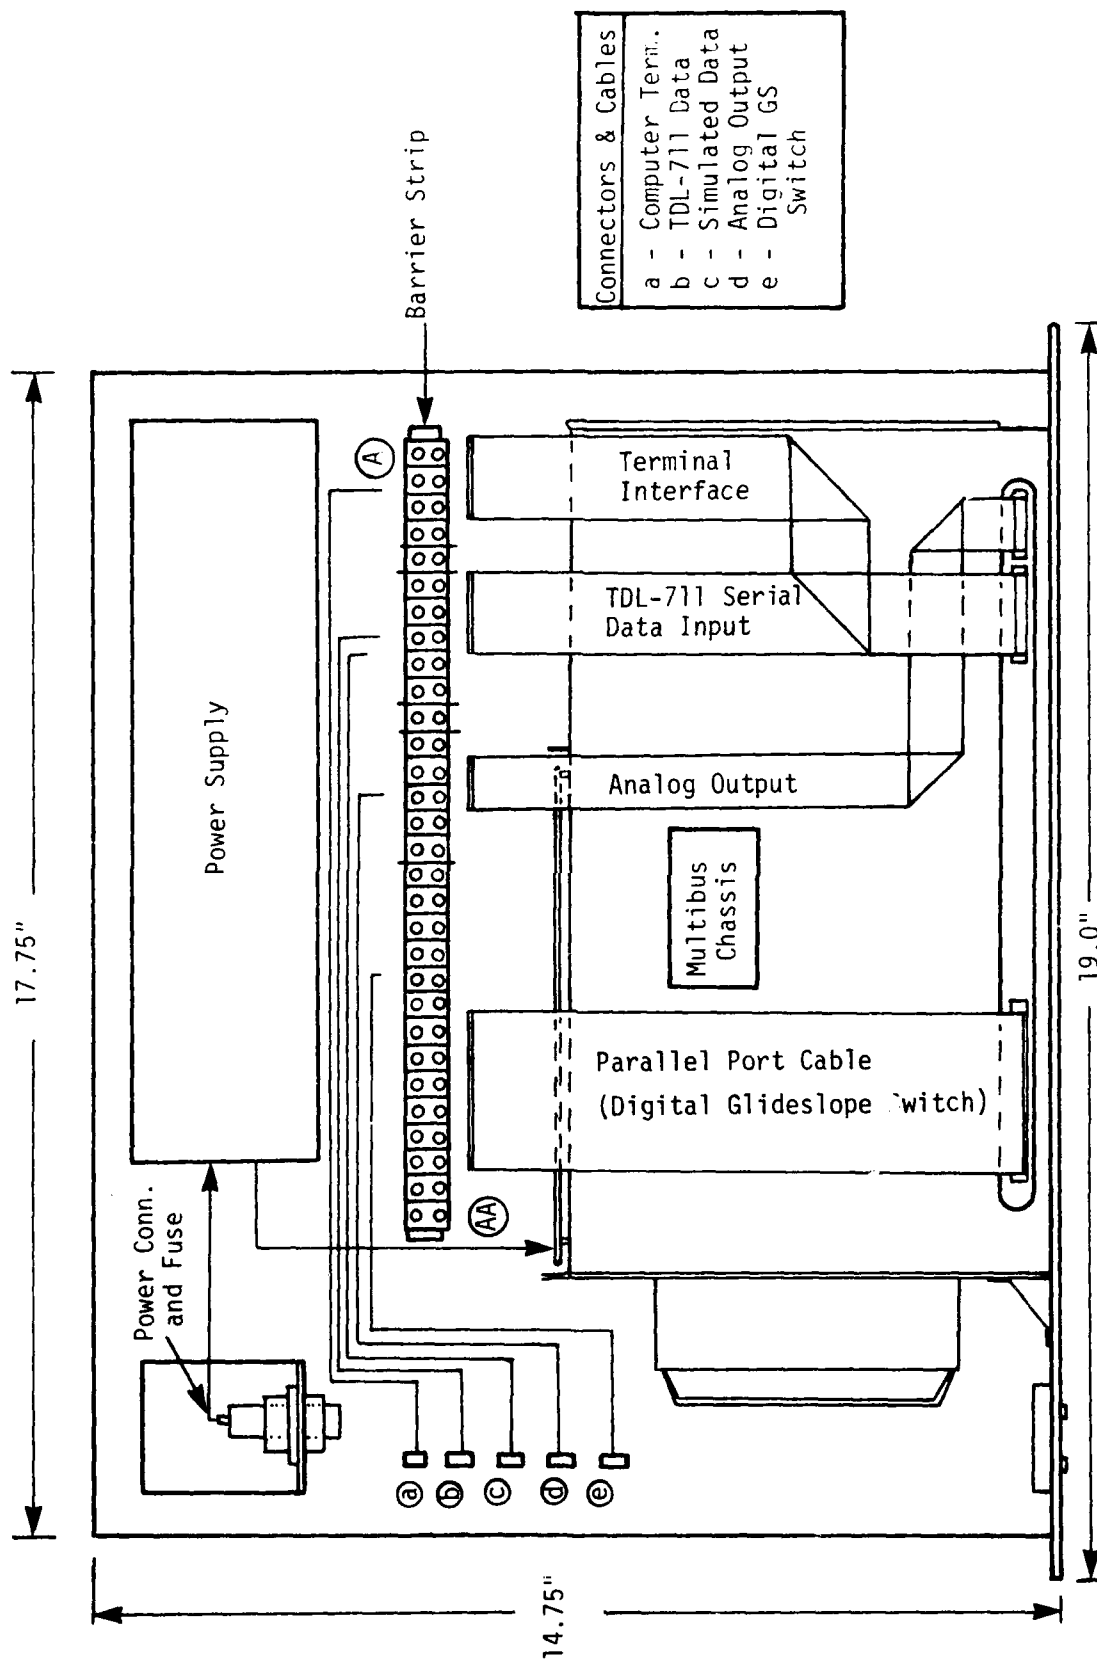 17.75"
Power Conn.
and Fuse
Power Supply
A
Barrier Strip
AA
a
b
c
d
e
Parallel Port Cable
(Digital Glideslope witch)
Multibus
Chassis
Analog Output
TDL-711 Serial
Data Input
Terminal
Interface
14.75"
19.0"
Connectors & Cables
a - Computer Term.
b - TDL-711 Data
c - Simulated Data
d - Analog Output
e - Digital GS
Switch